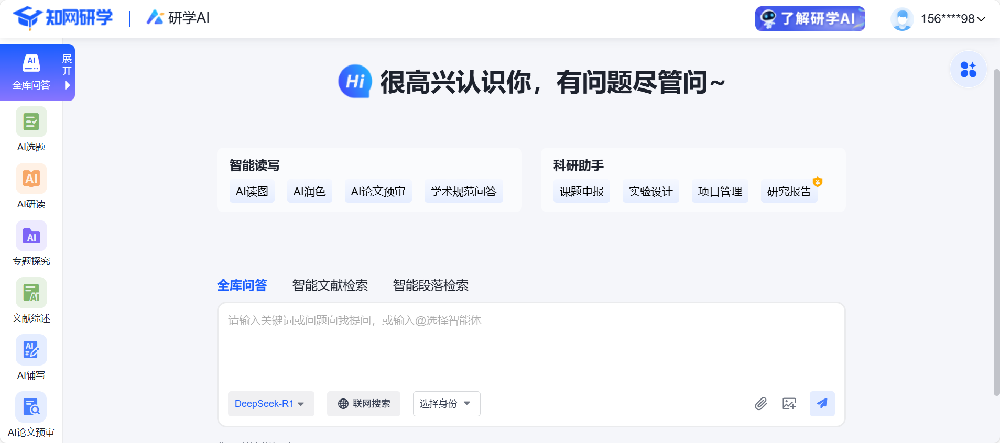 知网研学
研学AI
了解研学AI
156****98
AI
全库问答
展开
AI选题
AI
AI研读
AI
专题探究
AI
文献综述
AI
AI辅写
AI论文预审
Hi
很高兴认识你，有问题尽管问~
智能读写
AI读图 AI润色 AI论文预审 学术规范问答
科研助手
课题申报 实验设计 项目管理 研究报告
¥
全库问答 智能文献检索 智能段落检索
请输入关键词或问题向我提问，或输入@选择智能体
DeepSeek-R1 联网搜索 选择身份